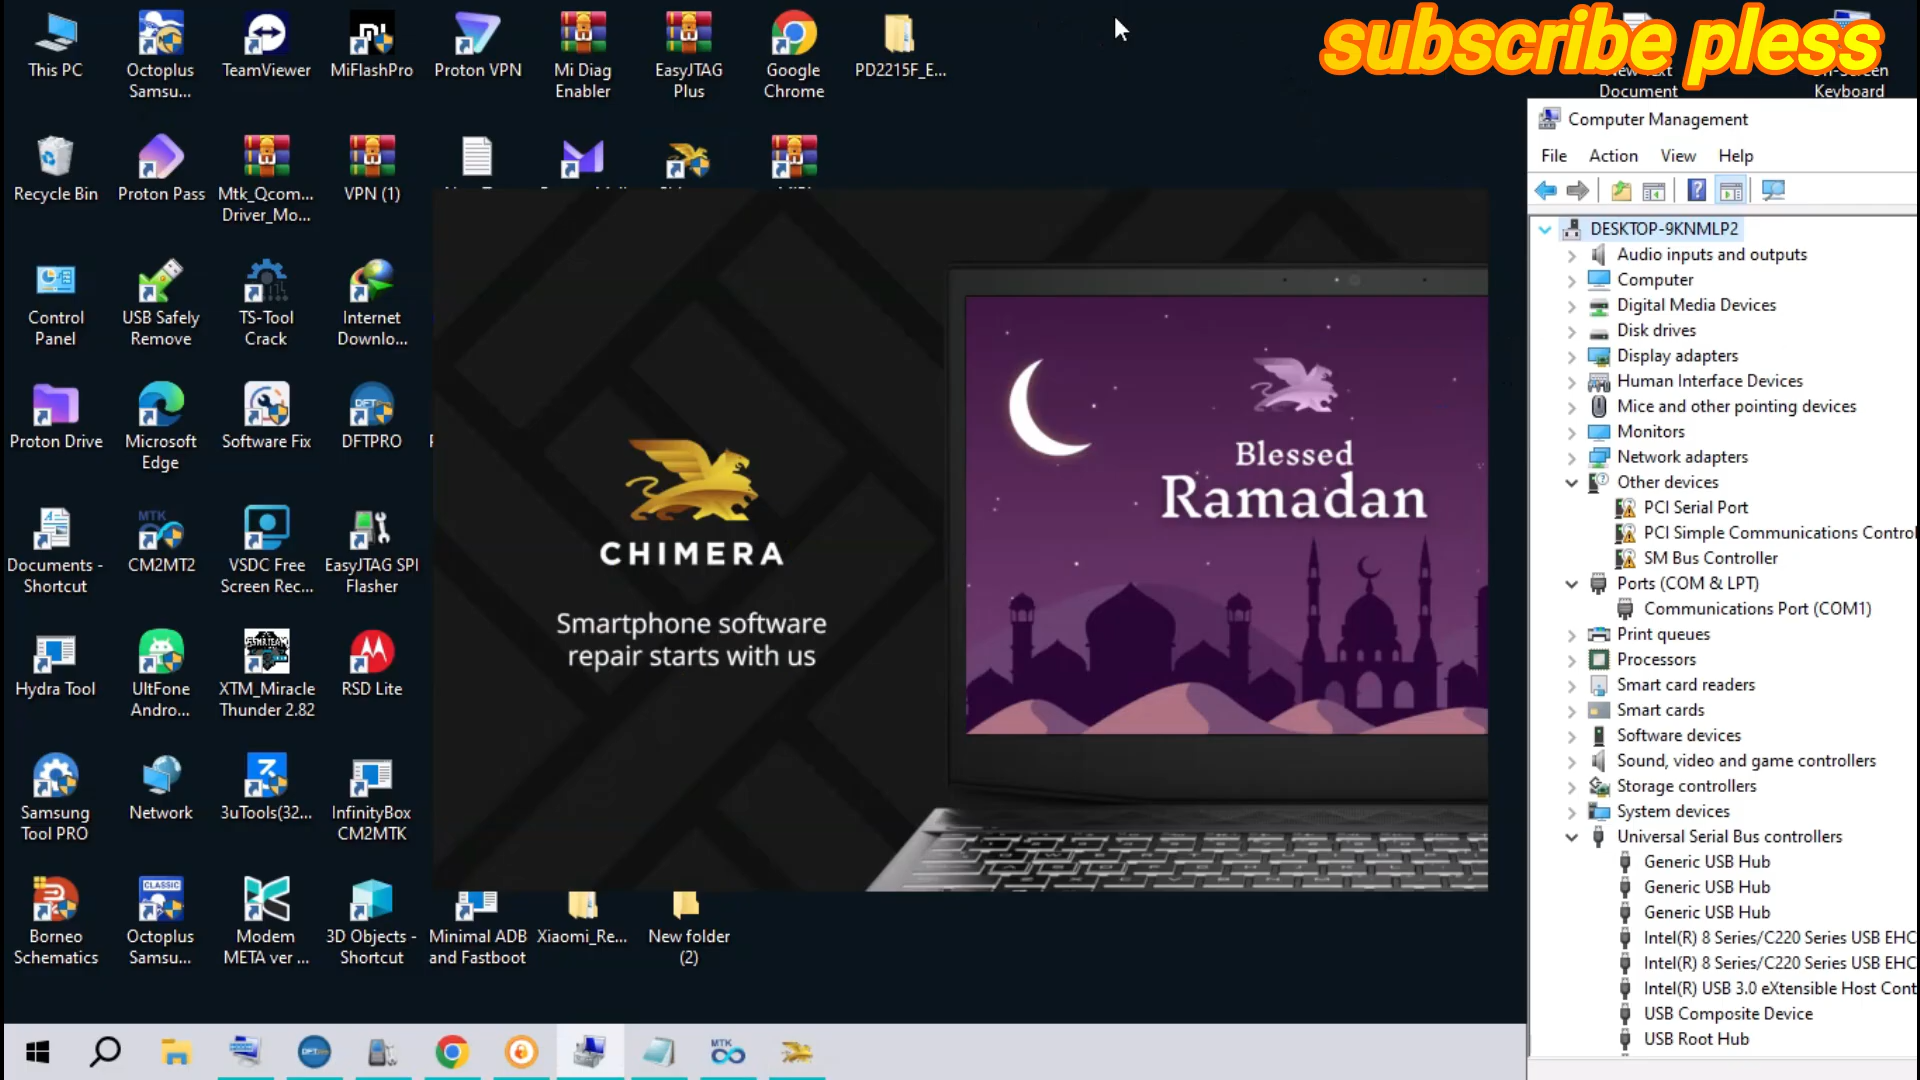 subscribe pless
This PC
Octoplus
Samsu...
TeamViewer
MiFlashPro
Proton VPN
Mi Diag
Enabler
EasyJTAG
Plus
Google
Chrome
PD2215F_E...
Document
On-Screen
Keyboard
Recycle Bin
Proton Pass
Mtk_Qcom...
Driver_Mo...
VPN (1)
Control
Panel
USB Safely
Remove
TS-Tool
Crack
Internet
Downlo...
Proton Drive
Microsoft
Edge
Software Fix
DFTPRO
Documents -
Shortcut
MTK
CM2MT2
VSDC Free
Screen Rec...
EasyJTAG SPI
Flasher
Hydra Tool
UltFone
Andro...
XTM_Miracle
Thunder 2.82
RSD Lite
Samsung
Tool PRO
Network
3uTools(32...
InfinityBox
CM2MTK
Borneo
Schematics
CLASSIC
Octoplus
Samsu...
Modem
META ver ...
3D Objects -
Shortcut
Minimal ADB
and Fastboot
Xiaomi_Re...
New folder
(2)
CHIMERA
Smartphone software
repair starts with us
Blessed
Ramadan
Computer Management
File Action View Help
DESKTOP-9KNMLP2
Audio inputs and outputs
Computer
Digital Media Devices
Disk drives
Display adapters
Human Interface Devices
Mice and other pointing devices
Monitors
Network adapters
Other devices
PCI Serial Port
PCI Simple Communications Contro
SM Bus Controller
Ports (COM & LPT)
Communications Port (COM1)
Print queues
Processors
Smart card readers
Smart cards
Software devices
Sound, video and game controllers
Storage controllers
System devices
Universal Serial Bus controllers
Generic USB Hub
Generic USB Hub
Generic USB Hub
Intel(R) 8 Series/C220 Series USB EHC
Intel(R) 8 Series/C220 Series USB EHC
Intel(R) USB 3.0 eXtensible Host Cont
USB Composite Device
USB Root Hub
MTK